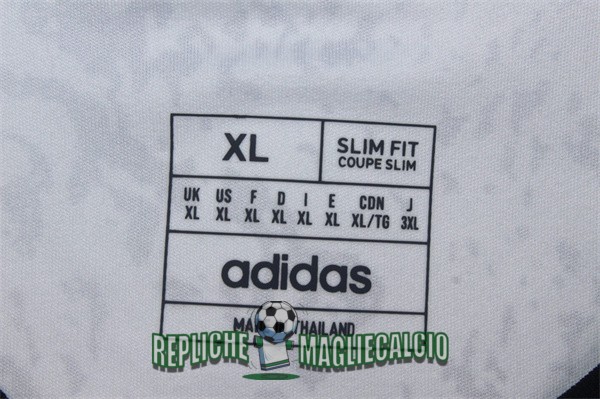 XL
SLIM FIT
COUPE SLIM
UK US F D I E CDN J
XL XL XL XL XL XL XL/TG 3XL
adidas
THAILAND
REPLICHE MAGLIECALCIO